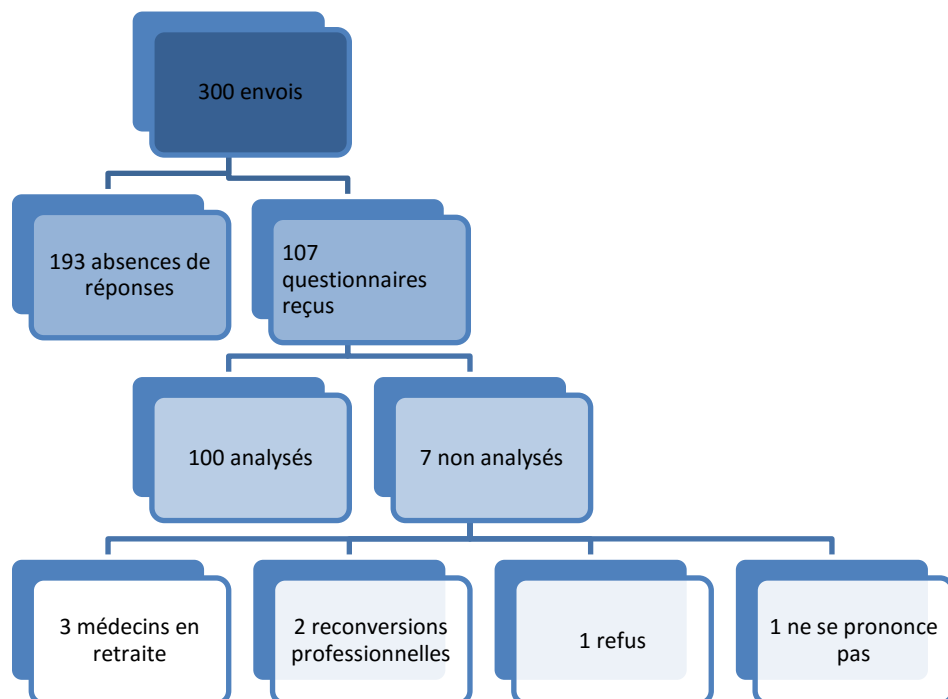 300 envois
193 absences de
réponses
107
questionnaires
reçus
100 analysés
7 non analysés
3 médecins en
retraite
2 reconversions
professionnelles
1 refus
1 ne se prononce
pas